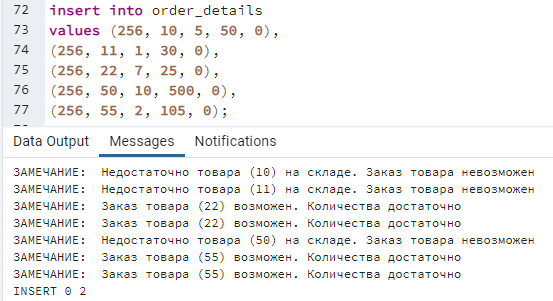 72 insert into order_details
73 values (256, 10, 5, 50, 0),
74 (256, 11, 1, 30, 0),
75 (256, 22, 7, 25, 0),
76 (256, 50, 10, 500, 0),
77 (256, 55, 2, 105, 0);
Data Output Messages Notifications
ЗАМЕЧАНИЕ: Недостаточно товара (10) на складе. Заказ товара невозможен
ЗАМЕЧАНИЕ: Недостаточно товара (11) на складе. Заказ товара невозможен
ЗАМЕЧАНИЕ: Заказ товара (22) возможен. Количества достаточно
ЗАМЕЧАНИЕ: Заказ товара (22) возможен. Количества достаточно
ЗАМЕЧАНИЕ: Недостаточно товара (50) на складе. Заказ товара невозможен
ЗАМЕЧАНИЕ: Заказ товара (55) возможен. Количества достаточно
ЗАМЕЧАНИЕ: Заказ товара (55) возможен. Количества достаточно
INSERT 0 2